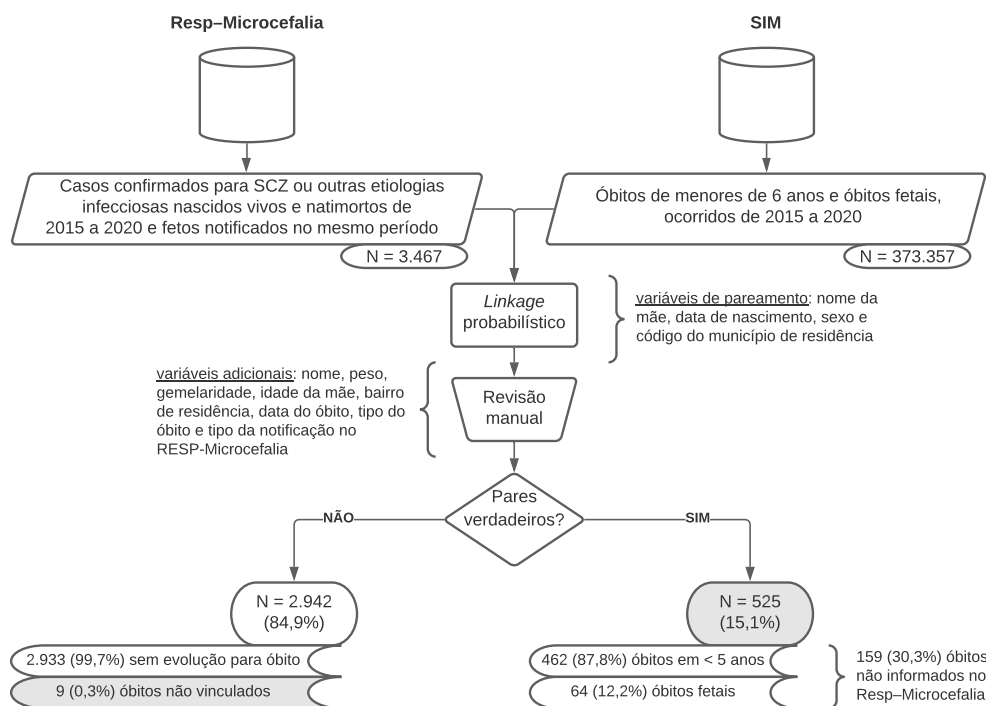 Resp–Microcefalia
SIM
Casos confirmados para SCZ ou outras etiologias
infecciosas nascidos vivos e natimortos de
2015 a 2020 e fetos notificados no mesmo período
N = 3.467
Óbitos de menores de 6 anos e óbitos fetais,
ocorridos de 2015 a 2020
N = 373.357
Linkage
probabilístico
variáveis de pareamento: nome da
mãe, data de nascimento, sexo e
código do município de residência
variáveis adicionais: nome, peso,
gemelaridade, idade da mãe, bairro
de residência, data do óbito, tipo do
óbito e tipo da notificação no
RESP-Microcefalia
Revisão
manual
Pares
verdadeiros?
NÃO
SIM
N = 2.942
(84,9%)
2.933 (99,7%) sem evolução para óbito
9 (0,3%) óbitos não vinculados
N = 525
(15,1%)
462 (87,8%) óbitos em < 5 anos
64 (12,2%) óbitos fetais
159 (30,3%) óbitos
não informados no
Resp–Microcefalia